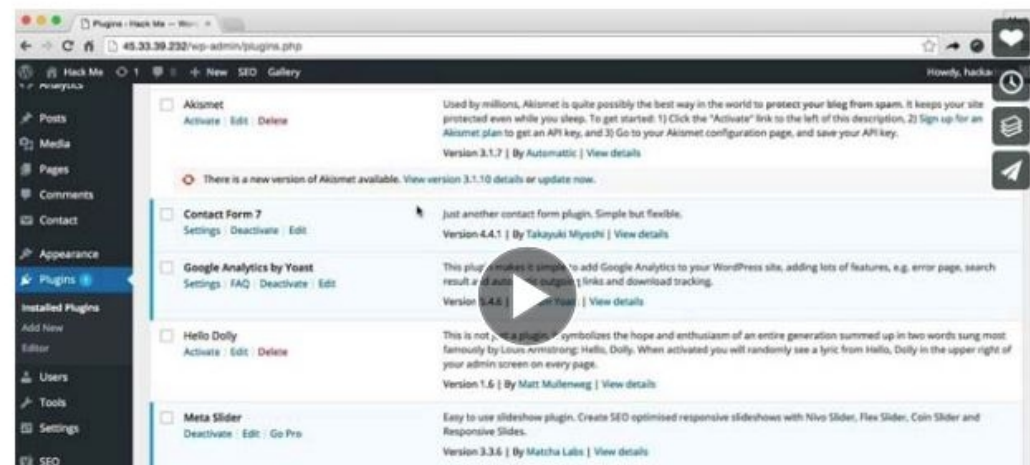 Plugins ‹ Hack Me — Wor
45.33.39.232/wp-admin/plugins.php
Hack Me 1 + New SEO Gallery Howdy, hacka
Analytics
Posts
Media
Pages
Comments
Contact
Appearance
Plugins 1
Installed Plugins
Add New
Editor
Users
Tools
Settings
SEO
Akismet
Activate | Edit | Delete
Used by millions, Akismet is quite possibly the best way in the world to protect your blog from spam. It keeps your site
protected even while you sleep. To get started: 1) Click the "Activate" link to the left of this description, 2) Sign up for an
Akismet plan to get an API key, and 3) Go to your Akismet configuration page, and save your API key.
Version 3.1.7 | By Automattic | View details
There is a new version of Akismet available. View version 3.1.10 details or update now.
Contact Form 7
Settings | Deactivate | Edit
Just another contact form plugin. Simple but flexible.
Version 4.4.1 | By Takayuki Miyoshi | View details
Google Analytics by Yoast
Settings | FAQ | Deactivate | Edit
This makes it simple to add Google Analytics to your WordPress site, adding lots of features, e.g. error page, search
result links and download tracking.
Version 5.4.6 | View details
Hello Dolly
Activate | Edit | Delete
This is not a plugin, it symbolizes the hope and enthusiasm of an entire generation summed up in two words sung most
famously by Louis Armstrong: Hello, Dolly. When activated you will randomly see a lyric from Hello, Dolly in the upper right of
your admin screen on every page.
Version 1.6 | By Matt Mullenweg | View details
Meta Slider
Deactivate | Edit | Go Pro
Easy to use slideshow plugin. Create SEO optimised responsive slideshows with Nivo Slider, Flex Slider, Coin Slider and
Responsive Slides.
Version 3.3.6 | By Matcha Labs | View details